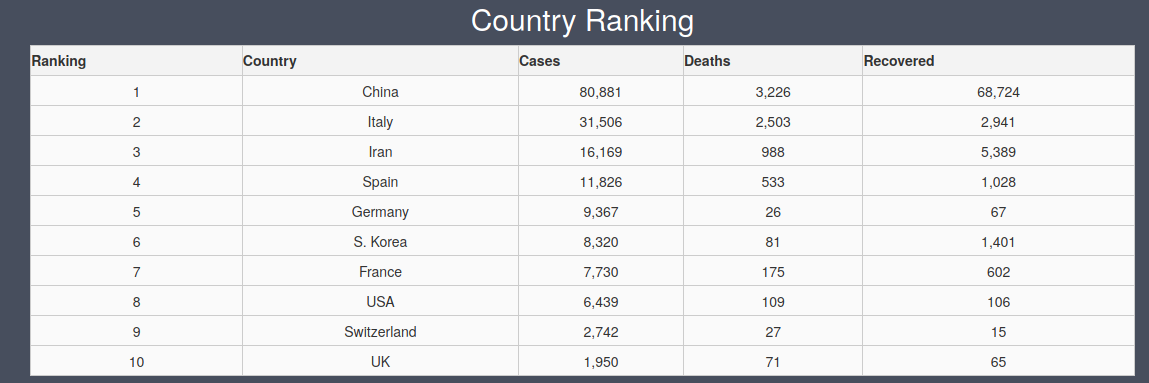 Country Ranking
Ranking Country Cases Deaths Recovered
1 China 80,881 3,226 68,724
2 Italy 31,506 2,503 2,941
3 Iran 16,169 988 5,389
4 Spain 11,826 533 1,028
5 Germany 9,367 26 67
6 S. Korea 8,320 81 1,401
7 France 7,730 175 602
8 USA 6,439 109 106
9 Switzerland 2,742 27 15
10 UK 1,950 71 65